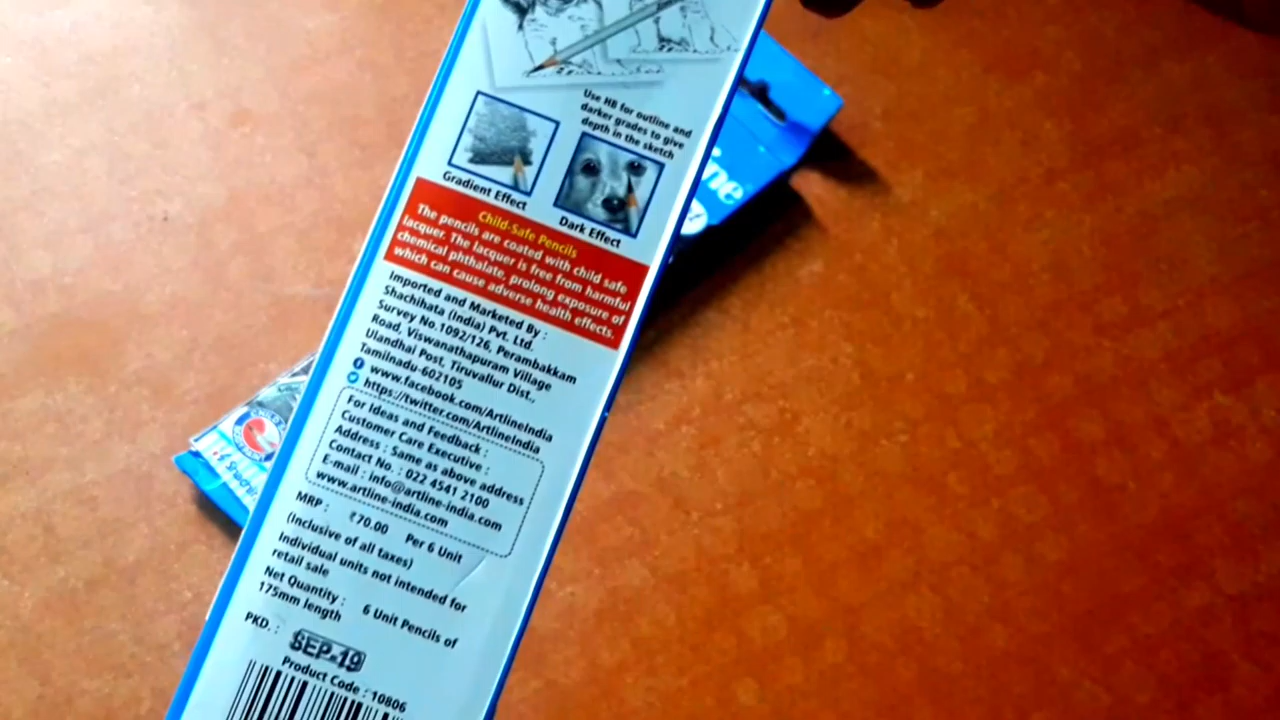 Use HB for outline and
darker grades to give
depth in the sketch
Gradient Effect
Dark Effect
Child-Safe Pencils
The pencils are coated with child safe
lacquer. The lacquer is free from harmful
chemical phthalate, prolong exposure of
which can cause adverse health effects.
Imported and Marketed By :
Shachihata (India) Pvt. Ltd.
Survey No.1092/126, Perambakkam
Road, Viswanathapuram Village
Ulandhai Post, Tiruvallur Dist.,
Tamilnadu-602105
www.facebook.com/ArtlineIndia
https://twitter.com/ArtlineIndia
For Ideas and Feedback :
Customer Care Executive :
Address : Same as above address
Contact No. : 022 4541 2100
E-mail : info@artline-india.com
www.artline-india.com
MRP : ₹70.00 Per 6 Unit
(Inclusive of all taxes)
Individual units not intended for
retail sale
Net Quantity : 6 Unit Pencils of
175mm length
PKD. : SEP-19
Product Code : 10806
ine